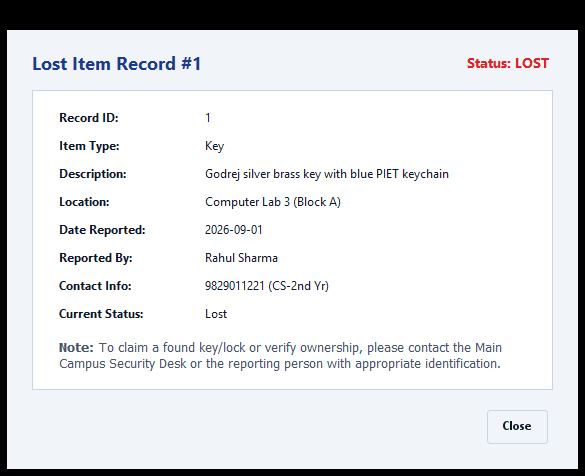 Lost Item Record #1
Status: LOST
Record ID: 1
Item Type: Key
Description: Godrej silver brass key with blue PIET keychain
Location: Computer Lab 3 (Block A)
Date Reported: 2026-09-01
Reported By: Rahul Sharma
Contact Info: 9829011221 (CS-2nd Yr)
Current Status: Lost
Note: To claim a found key/lock or verify ownership, please contact the Main
Campus Security Desk or the reporting person with appropriate identification.
Close